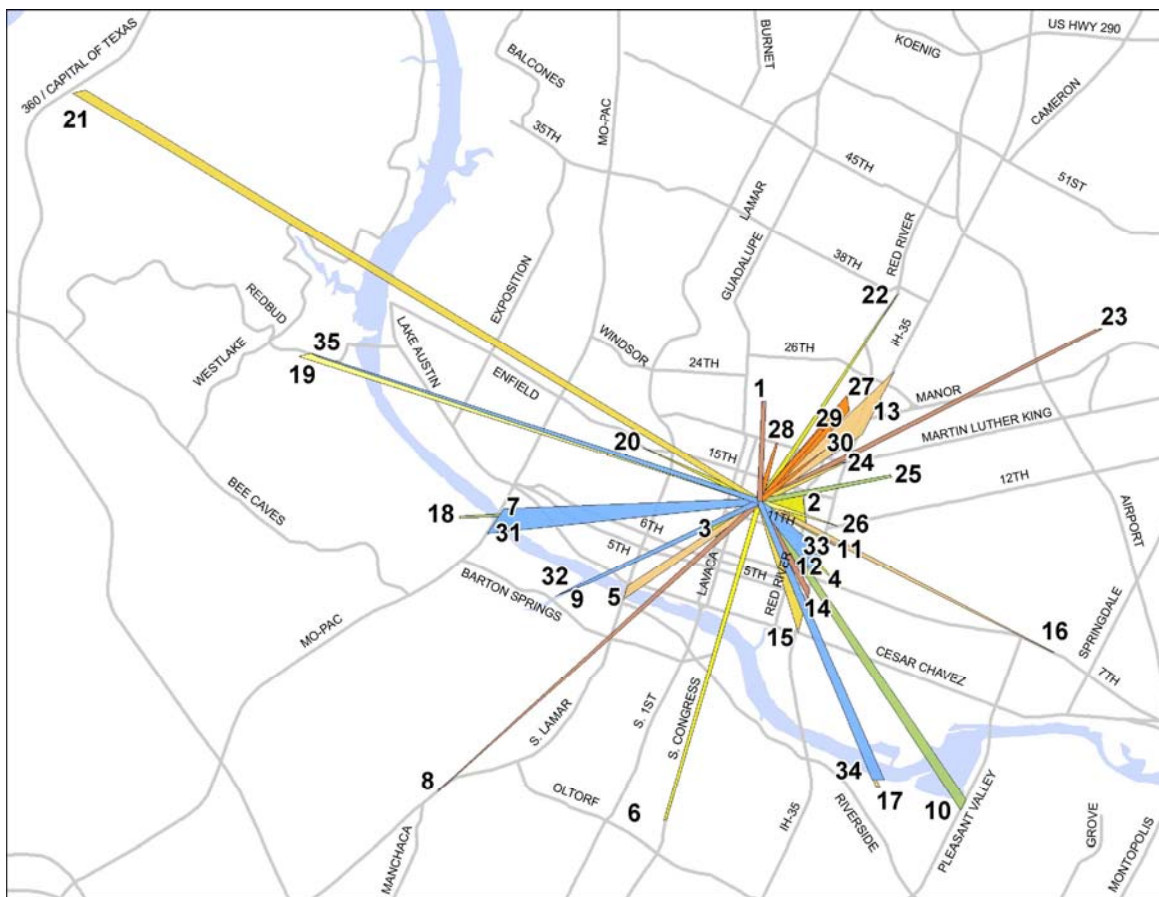 BURNET
KOENIG
US HWY 290
360 / CAPITAL OF TEXAS
BALCONES
MO-PAC
CAMERON
21
35TH
45TH
51ST
LAMAR
GUADALUPE
38TH
RED RIVER
22
EXPOSITION
REDBUD
IH-35
23
LAKE AUSTIN
WINDSOR
26TH
24TH
WESTLAKE
35
19
ENFIELD
MANOR
1
27
13
29
MARTIN LUTHER KING
28
30
20
15TH
24
25
12TH
BEE CAVES
18
7
31
2
11TH
26
3
6TH
5TH
33
11
AIRPORT
LAVACA
5TH
RED RIVER
12
4
32
9
5
BARTON SPRINGS
14
15
16
MO-PAC
CESAR CHAVEZ
SPRINGDALE
7TH
S. LAMAR
S. 1ST
S. CONGRESS
8
34
17
10
6
OLTORF
IH-35
RIVERSIDE
PLEASANT VALLEY
MANCHACA
GROVE
MONTOPOLIS